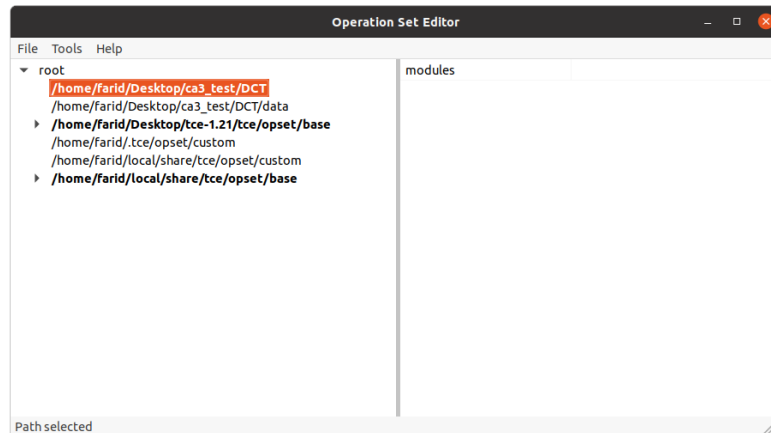 Operation Set Editor
File Tools Help
root
modules
/home/farid/Desktop/ca3_test/DCT
/home/farid/Desktop/ca3_test/DCT/data
/home/farid/Desktop/tce-1.21/tce/opset/base
/home/farid/.tce/opset/custom
/home/farid/local/share/tce/opset/custom
/home/farid/local/share/tce/opset/base
Path selected